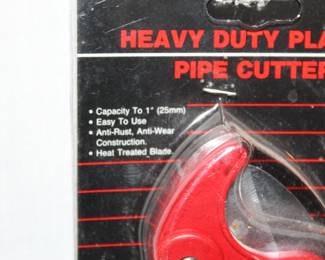 HEAVY DUTY PLA
PIPE CUTTER
• Capacity To 1" (25mm)
• Easy To Use
• Anti-Rust, Anti-Wear
Construction.
• Heat Treated Blade.